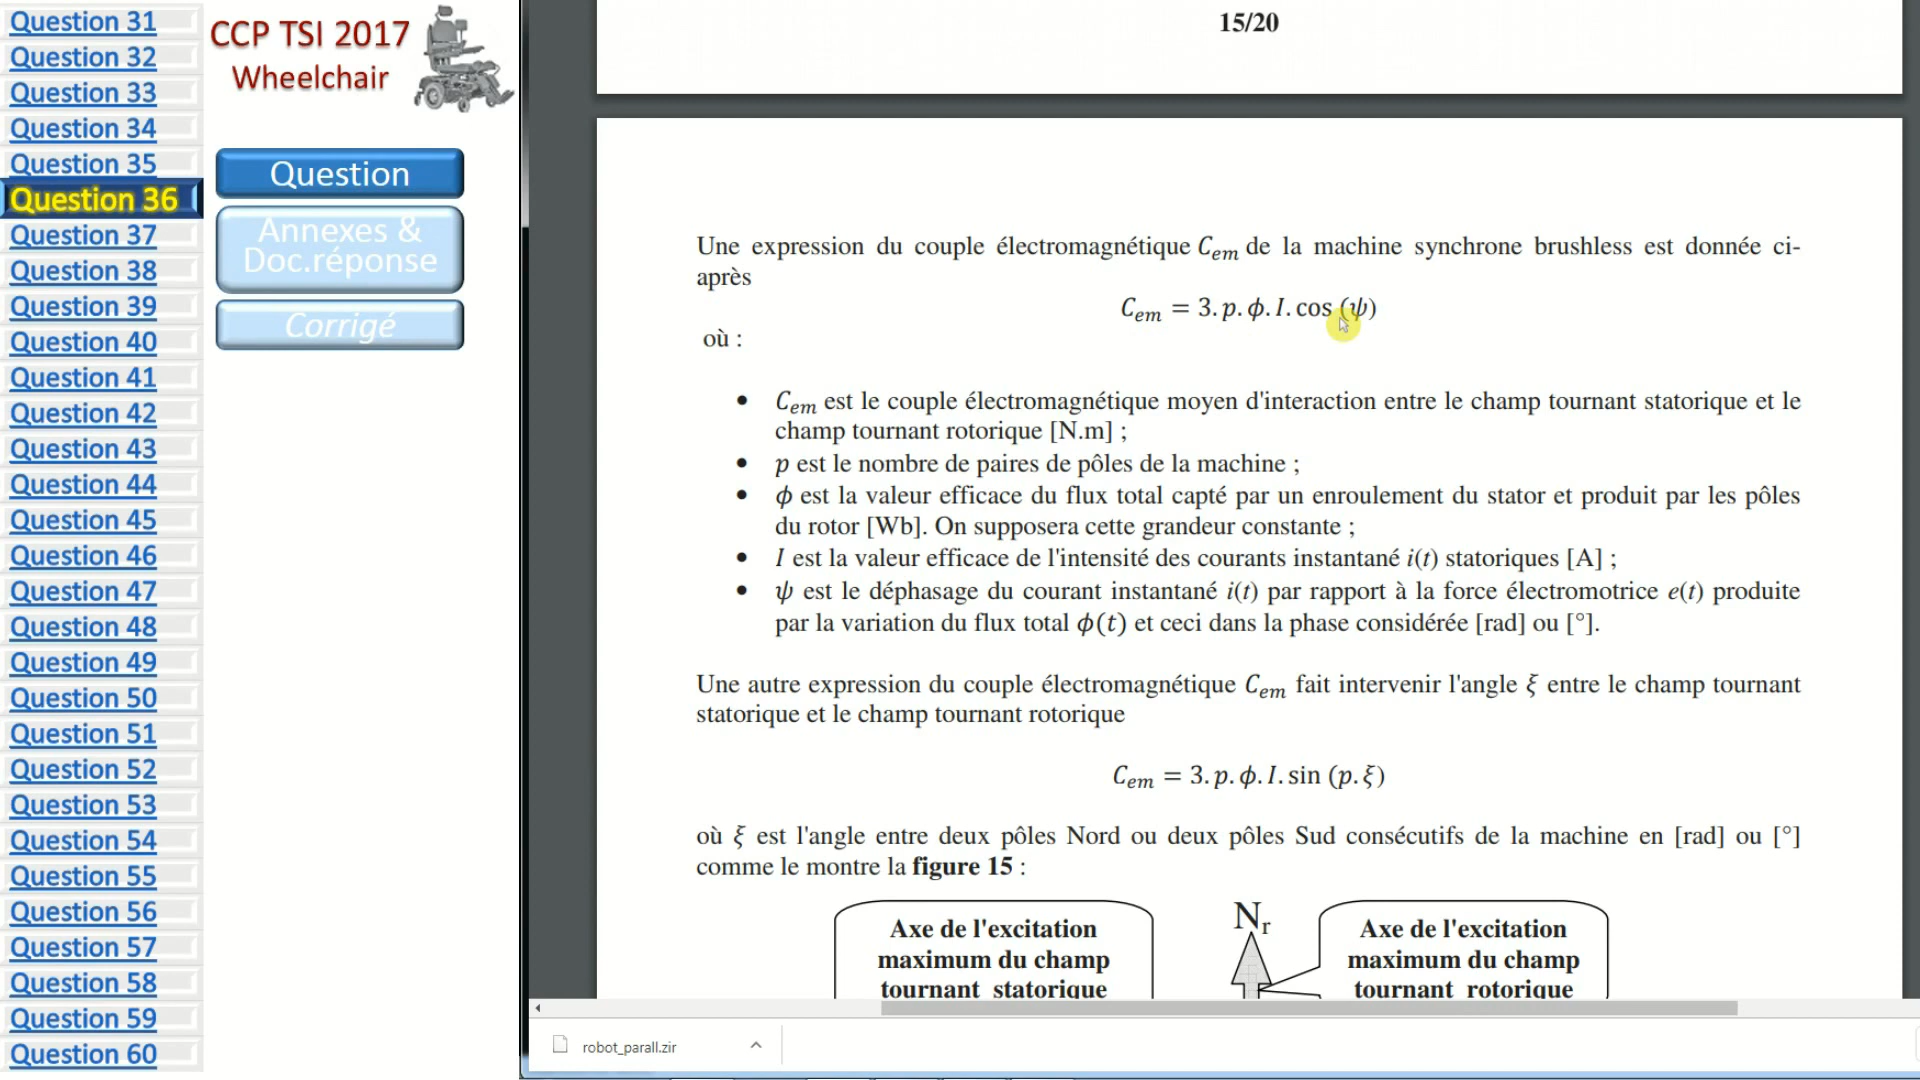 Question 31
Question 32
Question 33
Question 34
Question 35
Question 36
Question 37
Question 38
Question 39
Question 40
Question 41
Question 42
Question 43
Question 44
Question 45
Question 46
Question 47
Question 48
Question 49
Question 50
Question 51
Question 52
Question 53
Question 54
Question 55
Question 56
Question 57
Question 58
Question 59
Question 60
CCP TSI 2017
Wheelchair
Question
Annexes &
Doc.réponse
Corrigé
15/20
Une expression du couple électromagnétique C_em de la machine synchrone brushless est donnée ci-
après
C_em = 3. p. ϕ. I. cos (ψ)
où :
• C_em est le couple électromagnétique moyen d'interaction entre le champ tournant statorique et le
champ tournant rotorique [N.m] ;
• p est le nombre de paires de pôles de la machine ;
• ϕ est la valeur efficace du flux total capté par un enroulement du stator et produit par les pôles
du rotor [Wb]. On supposera cette grandeur constante ;
• I est la valeur efficace de l'intensité des courants instantané i(t) statoriques [A] ;
• ψ est le déphasage du courant instantané i(t) par rapport à la force électromotrice e(t) produite
par la variation du flux total ϕ(t) et ceci dans la phase considérée [rad] ou [°].
Une autre expression du couple électromagnétique C_em fait intervenir l'angle ξ entre le champ tournant
statorique et le champ tournant rotorique
C_em = 3. p. ϕ. I. sin (p. ξ)
où ξ est l'angle entre deux pôles Nord ou deux pôles Sud consécutifs de la machine en [rad] ou [°]
comme le montre la figure 15 :
Axe de l'excitation
maximum du champ
tournant statorique
N_r
Axe de l'excitation
maximum du champ
tournant rotorique
robot_parall.zir